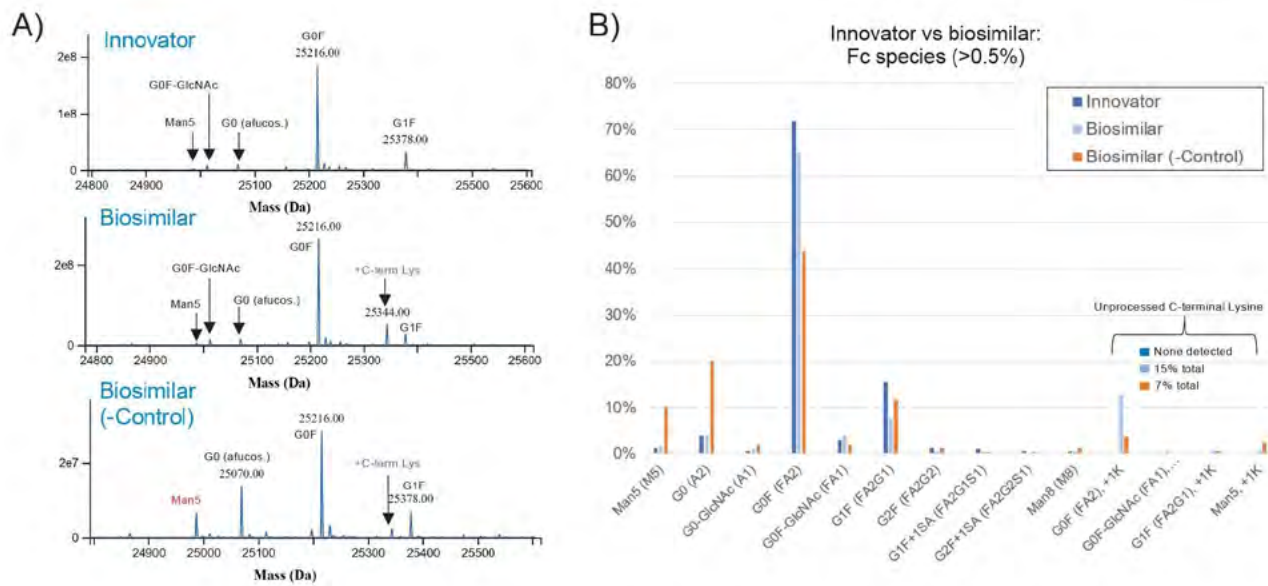 A)
Innovator
G0F
25216.00
2e8
G0F-GlcNAc
1e8
Man5
G0 (afucos.)
G1F
25378.00
0
24800 24900 25000 25100 25200 25300 25400 25500 25600
Mass (Da)
Biosimilar
25216.00
G0F
2e8
G0F-GlcNAc
+C-term Lys
Man5
G0 (afucos.)
25344.00
G1F
0
24800 24900 25000 25100 25200 25300 25400 25500 25600
Mass (Da)
Biosimilar
(-Control)
25216.00
G0F
2e7
G0 (afucos.)
25070.00
+C-term Lys
Man5
G1F
25378.00
0
24900 25000 25100 25200 25300 25400 25500
Mass (Da)
B)
Innovator vs biosimilar:
Fc species (>0.5%)
80%
70%
60%
50%
40%
30%
20%
10%
0%
Innovator
Biosimilar
Biosimilar (-Control)
Unprocessed C-terminal Lysine
None detected
15% total
7% total
Man5 (M5)
G0 (A2)
G0-GlcNAc (A1)
G0F (FA2)
G0F-GlcNAc (FA1)
G1F (FA2G1)
G2F (FA2G2)
G1F+1SA (FA2G1S1)
G2F+1SA (FA2G2S1)
Man8 (M8)
G0F (FA2), +1K
G0F-GlcNAc (FA1),....
G1F (FA2G1), +1K
Man5, +1K